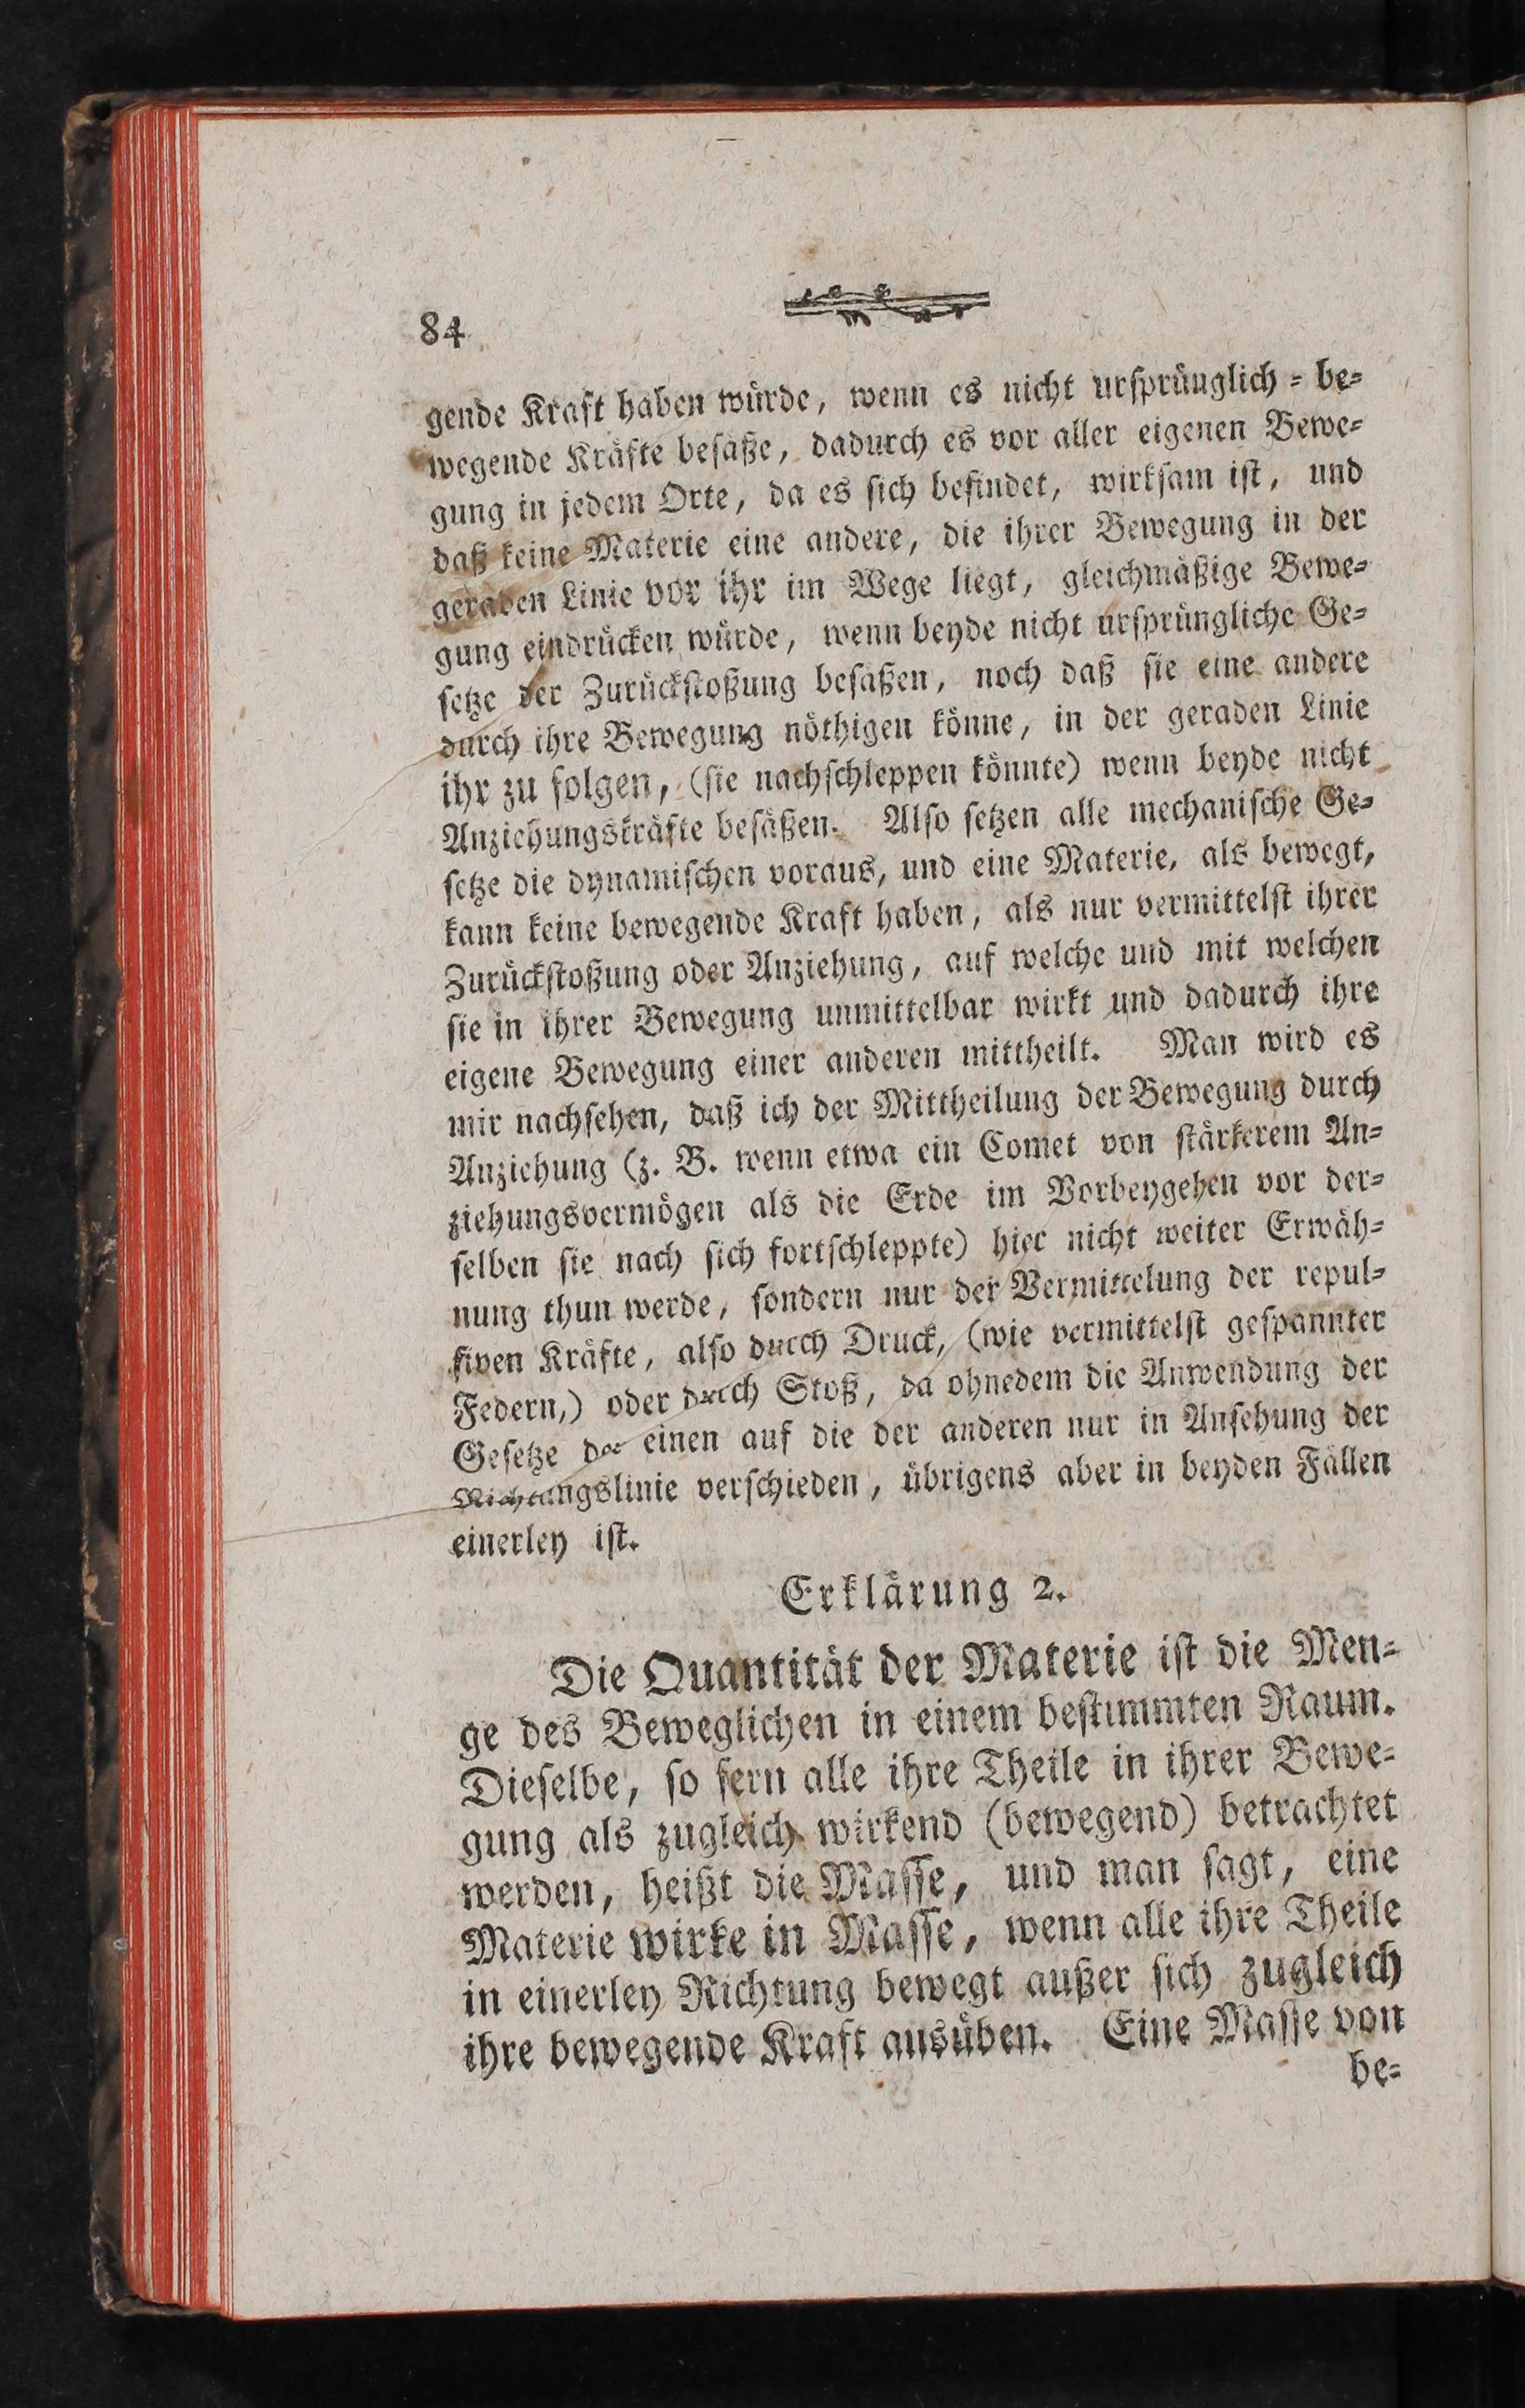 84
gende Kraft haben würde, wenn es nicht ursprünglich-be-
wegende Kräfte besäße, dadurch es vor aller eigenen Bewe-
gung in jedem Orte, da es sich befindet, wirksam ist, und
daß keine Materie eine andere, die ihrer Bewegung in der
geraden Linie vor ihr im Wege liegt, gleichmäßige Bewe-
gung eindrücken würde, wenn beyde nicht ursprüngliche Ge-
setze der Zurückstoßung besäßen, noch daß sie eine andere
durch ihre Bewegung nöthigen könne, in der geraden Linie
ihr zu folgen, (sie nachschleppen könnte) wenn beyde nicht
Anziehungskräfte besäßen. Also setzen alle mechanische Ge-
setze die dynamischen voraus, und eine Materie, als bewegt,
kann keine bewegende Kraft haben, als nur vermittelst ihrer
Zurückstoßung oder Anziehung, auf welche und mit welchen
sie in ihrer Bewegung unmittelbar wirkt und dadurch ihre
eigene Bewegung einer anderen mittheilt. Man wird es
mir nachsehen, daß ich der Mittheilung der Bewegung durch
Anziehung (z. B. wenn etwa ein Comet von stärkerem An-
ziehungsvermögen als die Erde im Vorbeygehen vor der-
selben sie nach sich fortschleppte) hier nicht weiter Erwäh-
nung thun werde, sondern nur der Vermittelung der repul-
siven Kräfte, also durch Druck, (wie vermittelst gespannter
Federn,) oder durch Stoß, da ohnedem die Anwendung der
Gesetze der einen auf die der anderen nur in Ansehung der
Richtungslinie verschieden, übrigens aber in beyden Fällen
einerley ist.
Erklärung 2.
Die Quantität der Materie ist die Men-
ge des Beweglichen in einem bestimmten Raum.
Dieselbe, so fern alle ihre Theile in ihrer Bewe-
gung als zugleich wirkend (bewegend) betrachtet
werden, heißt die Masse, und man sagt, eine
Materie wirke in Masse, wenn alle ihre Theile
in einerley Richtung bewegt außer sich zugleich
ihre bewegende Kraft ausüben. Eine Masse von
be-